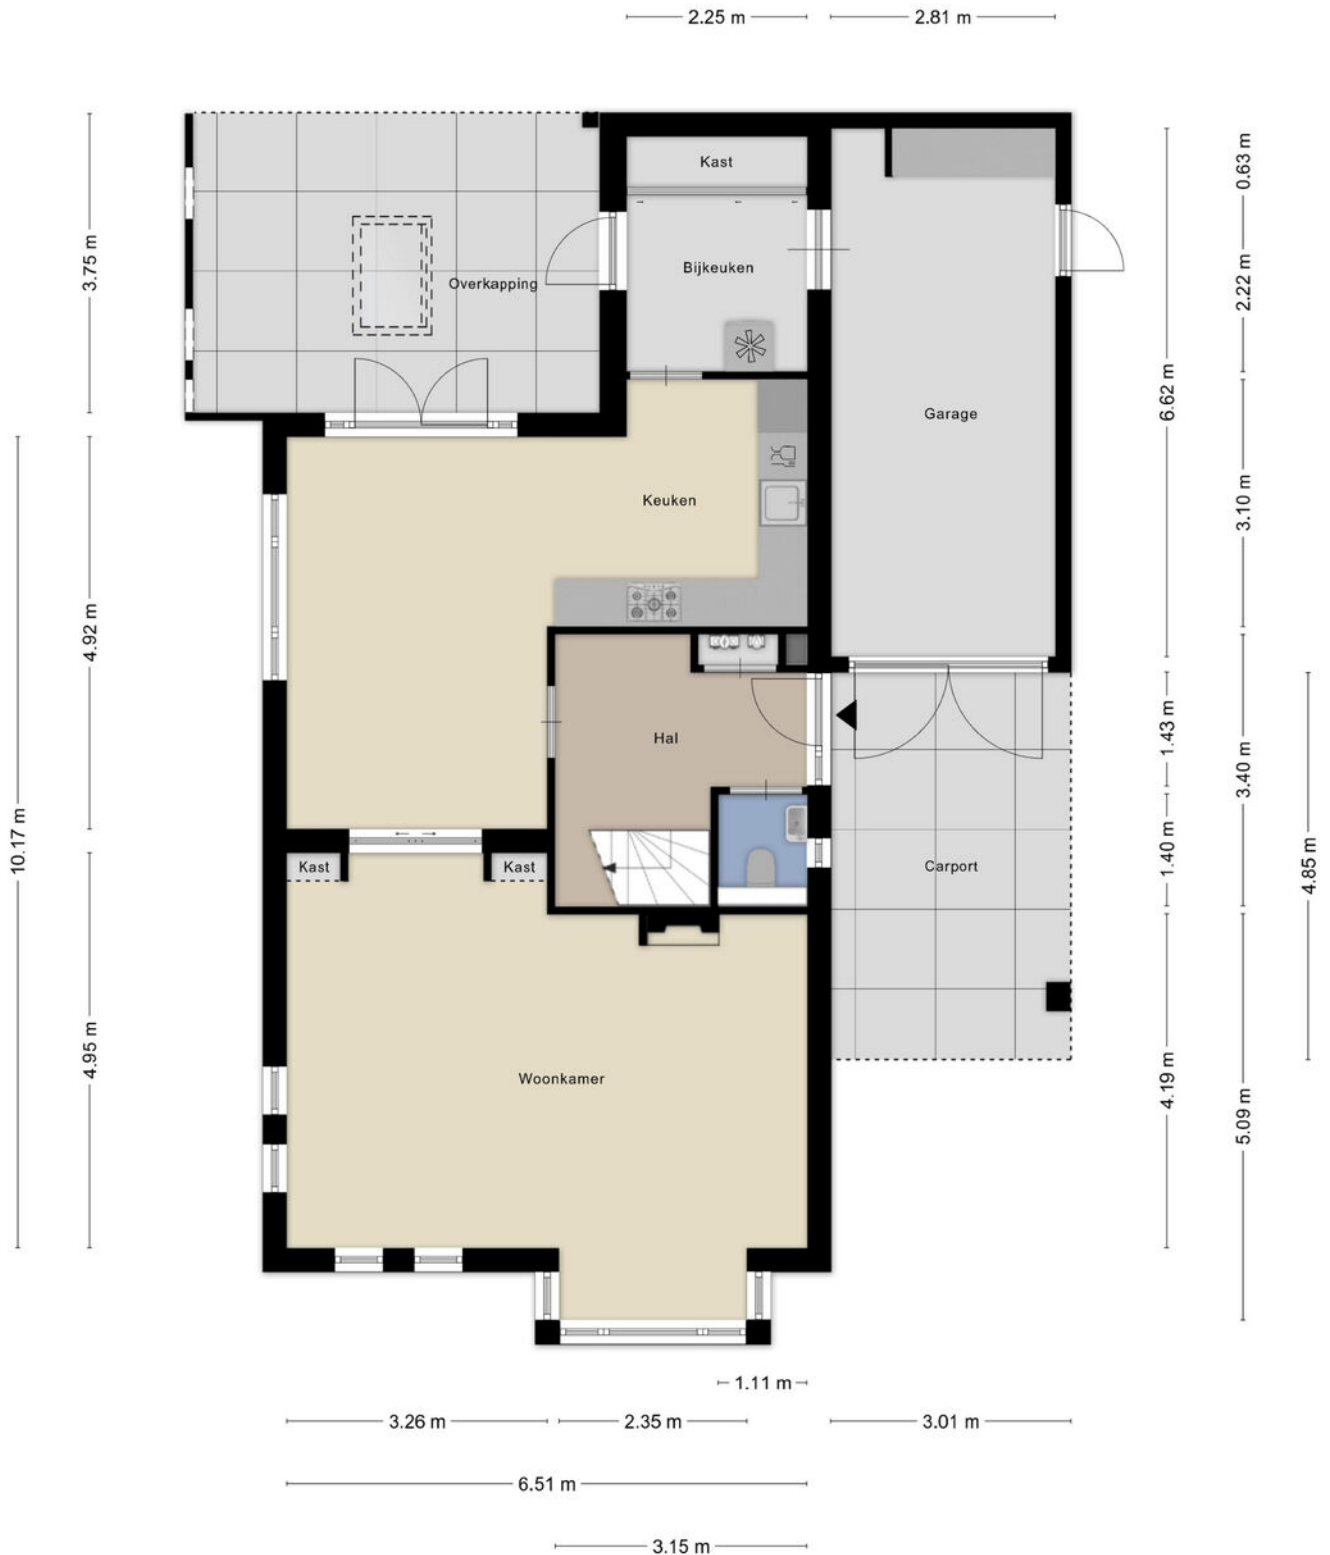 2.25 m
2.81 m
Kast
0.63 m
3.75 m
Overkapping
Bijkeuken
2.22 m
6.62 m
Garage
Keuken
3.10 m
4.92 m
Hal
1.43 m
3.40 m
10.17 m
Kast
Kast
1.40 m
Carport
4.85 m
4.95 m
Woonkamer
4.19 m
5.09 m
1.11 m
3.26 m
2.35 m
3.01 m
6.51 m
3.15 m